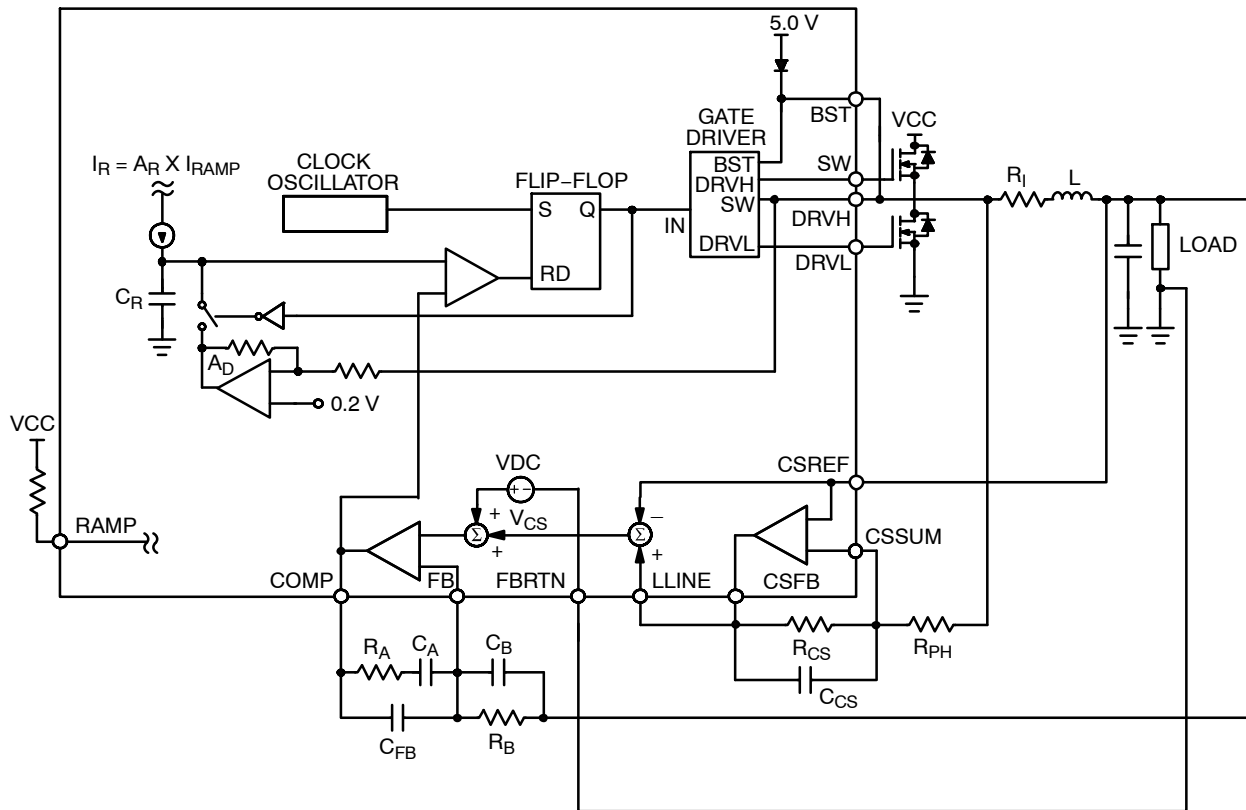 5.0 V
BST
GATE
DRIVER
VCC
I_R = A_R X I_RAMP
CLOCK
OSCILLATOR
FLIP–FLOP
BST
DRVH
SW
DRVL
SW
R_I
L
S
Q
IN
DRVH
RD
DRVL
LOAD
C_R
A_D
0.2 V
VCC
RAMP
VDC
+ –
V_CS
CSREF
+
Σ
+
–
Σ
+
CSSUM
COMP
FB
FBRTN
LLINE
CSFB
R_A
C_A
C_B
R_CS
R_PH
C_CS
C_FB
R_B